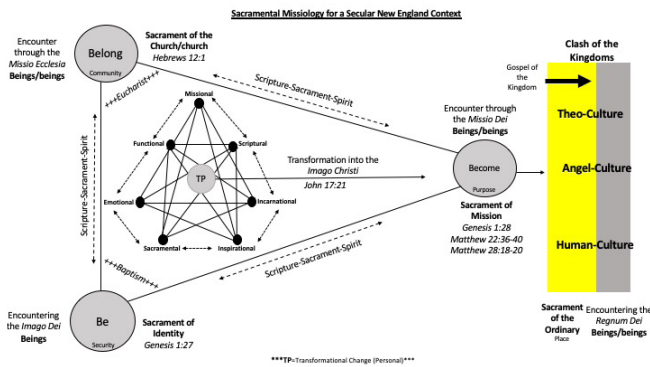 Sacramental Missiology for a Secular New England Context
Encounter
through the
Missio Ecclesia
Beings/beings
Belong
Community
Sacrament of the
Church/church
Hebrews 12:1
+++Eucharist+++
Scripture-Sacrament-Spirit
Clash of the
Kingdoms
Gospel of
the
Kingdom
Theo-Culture
Angel-Culture
Human-Culture
Missional
Functional
Scriptural
TP
Emotional
Incarnational
Sacramental
Inspirational
Scripture-Sacrament-Spirit
Transformation into the
Imago Christi
John 17:21
Encounter through
the Missio Dei
Beings/beings
Become
Purpose
Sacrament of
Mission
Genesis 1:28
Matthew 22:36-40
Matthew 28:18-20
+++Baptism+++
Scripture-Sacrament-Spirit
Encountering
the Imago Dei
Beings
Be
Security
Sacrament of
Identity
Genesis 1:27
Sacrament
of the
Ordinary
Place
Encountering the
Regnum Dei
Beings/beings
***TP=Transformational Change (Personal)***